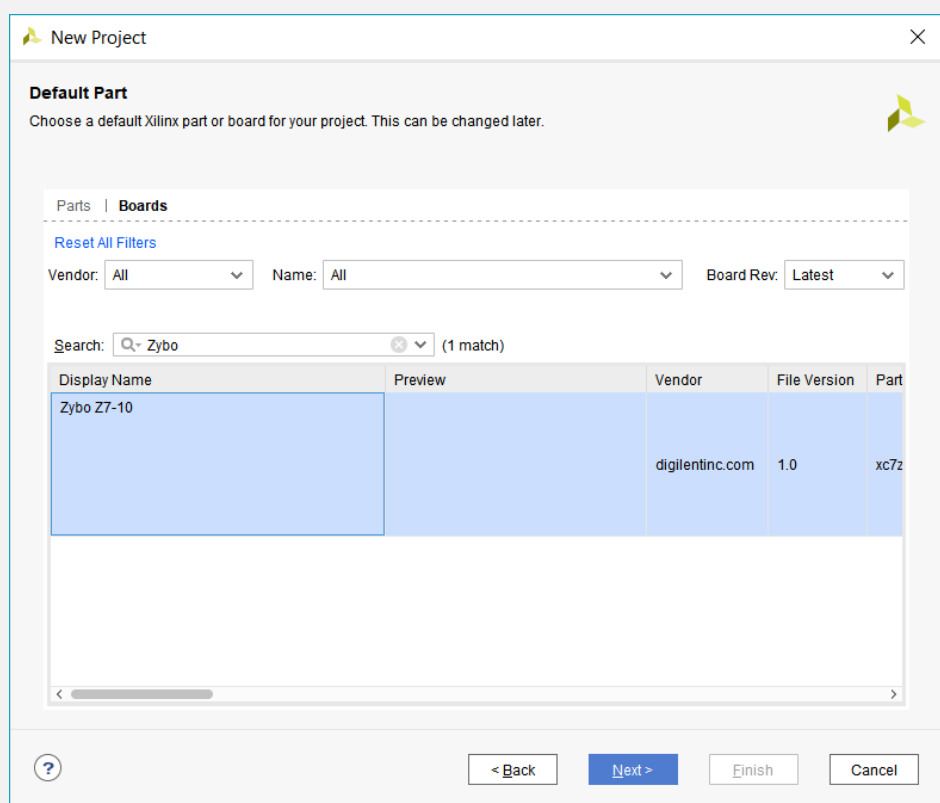 New Project
Default Part
Choose a default Xilinx part or board for your project. This can be changed later.
Parts | Boards
Reset All Filters
Vendor: All Name: All Board Rev: Latest
Search: Zybo (1 match)
Display Name Preview Vendor File Version Part
Zybo Z7-10
digilentinc.com 1.0 xc7z
? < Back Next > Finish Cancel